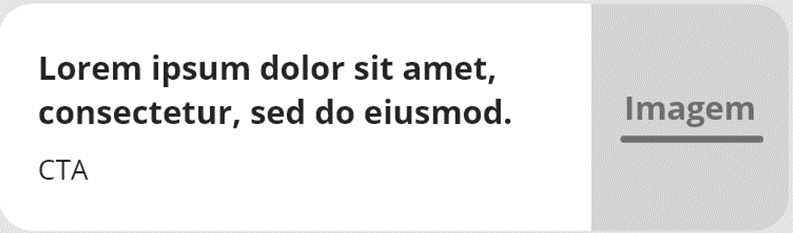 Lorem ipsum dolor sit amet,
consectetur, sed do eiusmod.
CTA
Imagem